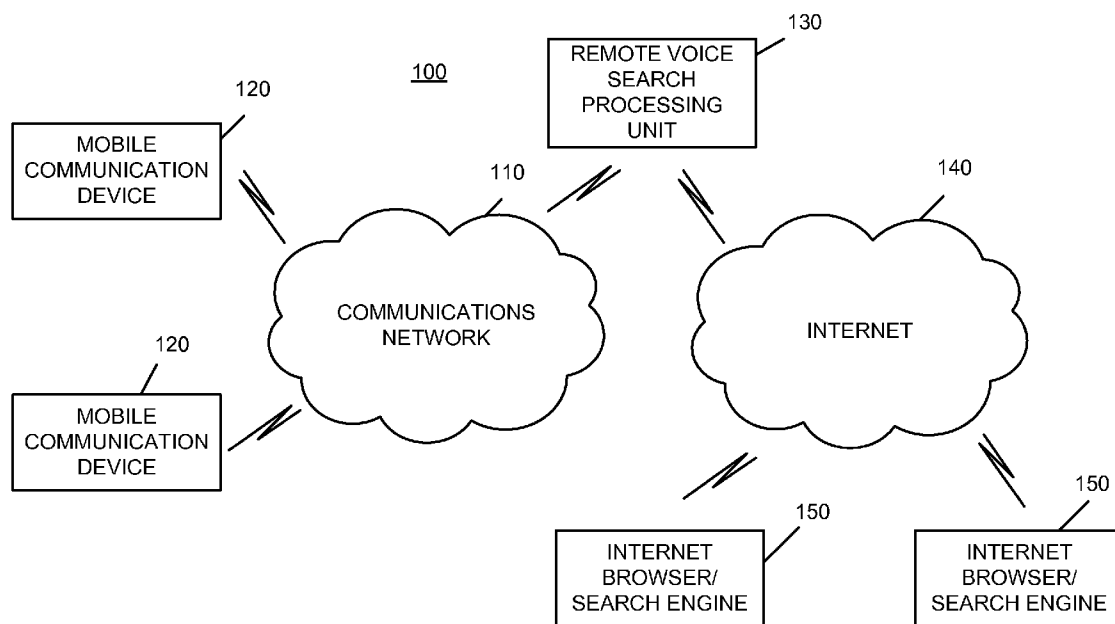 130
REMOTE VOICE
SEARCH
PROCESSING
UNIT
100
120
MOBILE
COMMUNICATION
DEVICE
110
140
COMMUNICATIONS
NETWORK
INTERNET
120
MOBILE
COMMUNICATION
DEVICE
150
INTERNET
BROWSER/
SEARCH ENGINE
150
INTERNET
BROWSER/
SEARCH ENGINE